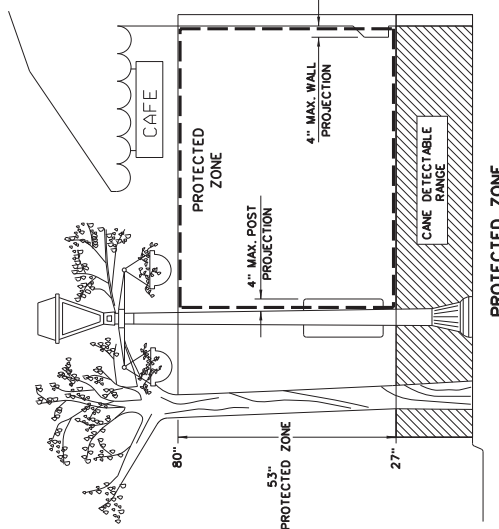 CAFE
PROTECTED
ZONE
4" MAX. WALL
PROJECTION
4" MAX. POST
PROJECTION
CANE DETECTABLE
RANGE
80"
53"
PROTECTED ZONE
27"
PROTECTED ZONE